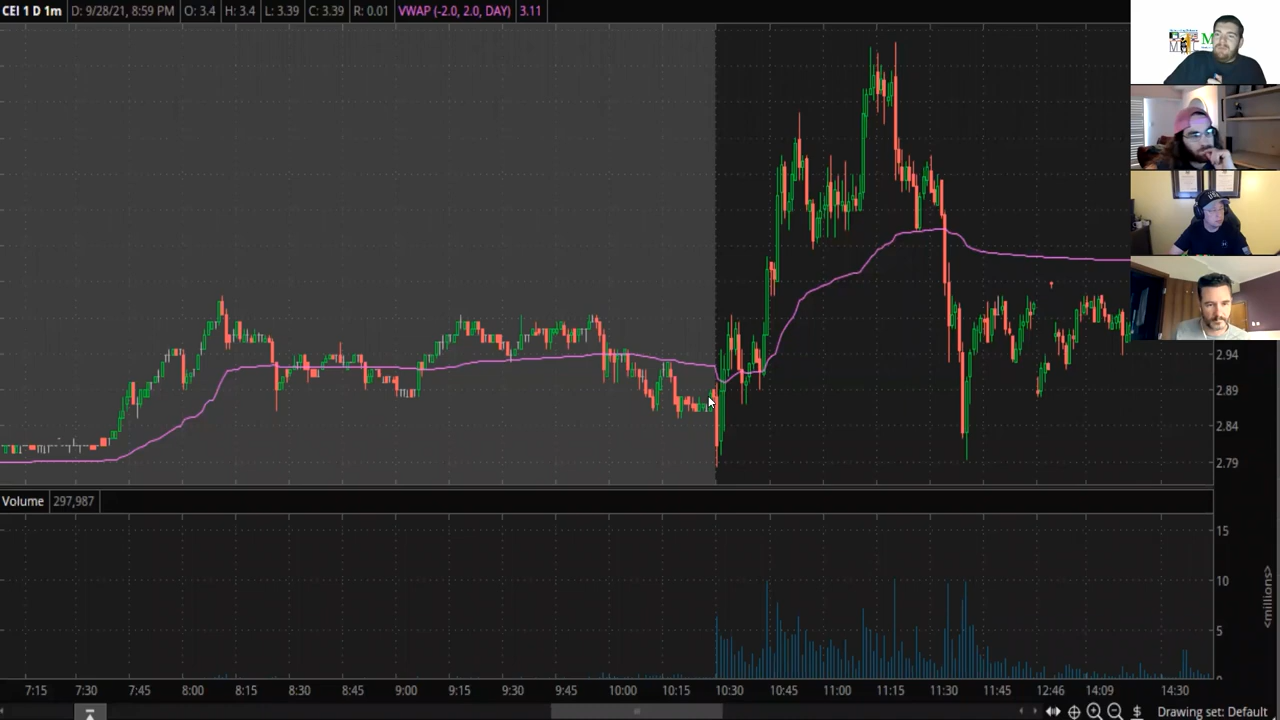 CEI 1 D 1m D: 9/28/21, 8:59 PM O: 3.4 H: 3.4 L: 3.39 C: 3.39 R: 0.01 VWAP (-2.0, 2.0, DAY) 3.11
2.94
2.89
2.84
2.79
Volume 297,987
15
10
5
0
<millions>
7:15 7:30 7:45 8:00 8:15 8:30 8:45 9:00 9:15 9:30 9:45 10:00 10:15 10:30 10:45 11:00 11:15 11:30 11:45 12:46 14:09 14:30
$ Drawing set: Default